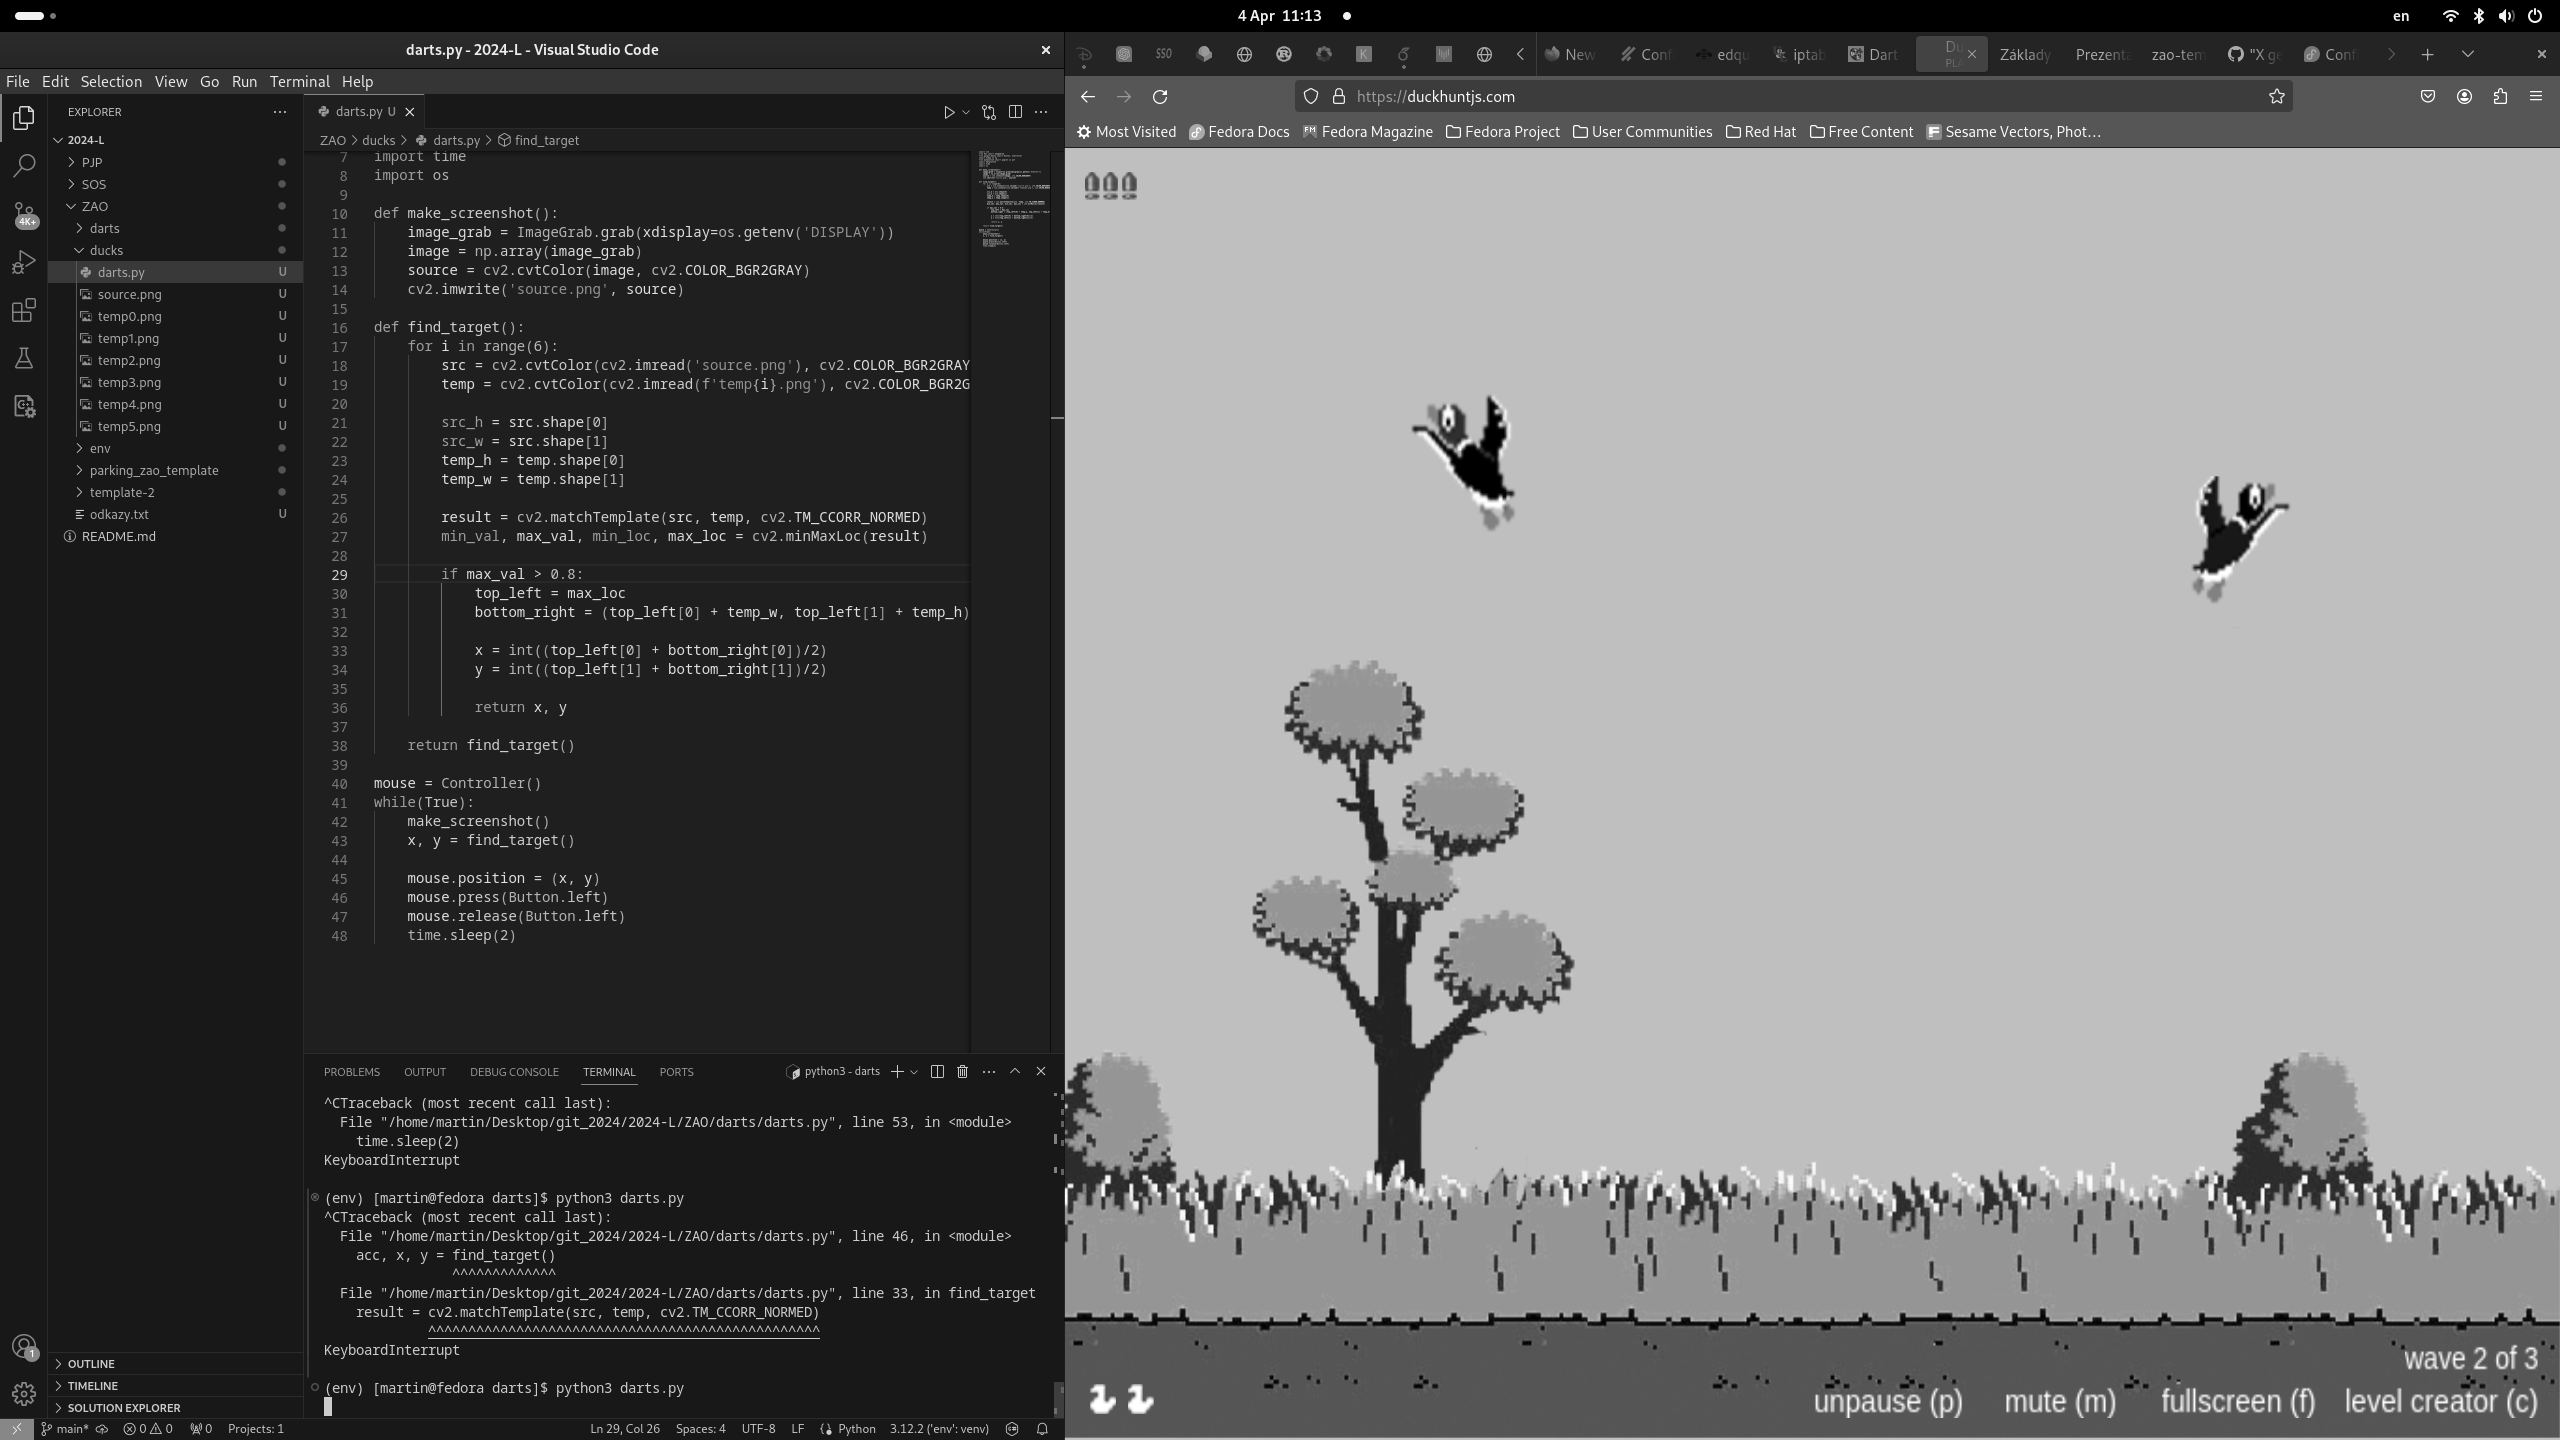 4 Apr 11:13
en
darts.py - 2024-L - Visual Studio Code
File Edit Selection View Go Run Terminal Help
EXPLORER
2024-L
PJP
SOS
ZAO
darts
ducks
darts.py U
source.png U
temp0.png U
temp1.png U
temp2.png U
temp3.png U
temp4.png U
temp5.png U
env
parking_zao_template
template-2
odkazy.txt U
README.md
4K+
1
OUTLINE
TIMELINE
SOLUTION EXPLORER
darts.py U
ZAO > ducks > darts.py > find_target
7 import time
8 import os
9
10 def make_screenshot():
11 image_grab = ImageGrab.grab(xdisplay=os.getenv('DISPLAY'))
12 image = np.array(image_grab)
13 source = cv2.cvtColor(image, cv2.COLOR_BGR2GRAY)
14 cv2.imwrite('source.png', source)
15
16 def find_target():
17 for i in range(6):
18 src = cv2.cvtColor(cv2.imread('source.png'), cv2.COLOR_BGR2GRAY
19 temp = cv2.cvtColor(cv2.imread(f'temp{i}.png'), cv2.COLOR_BGR2G
20
21 src_h = src.shape[0]
22 src_w = src.shape[1]
23 temp_h = temp.shape[0]
24 temp_w = temp.shape[1]
25
26 result = cv2.matchTemplate(src, temp, cv2.TM_CCORR_NORMED)
27 min_val, max_val, min_loc, max_loc = cv2.minMaxLoc(result)
28
29 if max_val > 0.8:
30 top_left = max_loc
31 bottom_right = (top_left[0] + temp_w, top_left[1] + temp_h)
32
33 x = int((top_left[0] + bottom_right[0])/2)
34 y = int((top_left[1] + bottom_right[1])/2)
35
36 return x, y
37
38 return find_target()
39
40 mouse = Controller()
41 while(True):
42 make_screenshot()
43 x, y = find_target()
44
45 mouse.position = (x, y)
46 mouse.press(Button.left)
47 mouse.release(Button.left)
48 time.sleep(2)
PROBLEMS OUTPUT DEBUG CONSOLE TERMINAL PORTS python3 - darts
^CTraceback (most recent call last):
File "/home/martin/Desktop/git_2024/2024-L/ZAO/darts/darts.py", line 53, in <module>
time.sleep(2)
KeyboardInterrupt
(env) [martin@fedora darts]$ python3 darts.py
^CTraceback (most recent call last):
File "/home/martin/Desktop/git_2024/2024-L/ZAO/darts/darts.py", line 46, in <module>
acc, x, y = find_target()
^^^^^^^^^^^^^
File "/home/martin/Desktop/git_2024/2024-L/ZAO/darts/darts.py", line 33, in find_target
result = cv2.matchTemplate(src, temp, cv2.TM_CCORR_NORMED)
^^^^^^^^^^^^^^^^^^^^^^^^^^^^^^^^^^^^^^^^^^^^^^^^^
KeyboardInterrupt
(env) [martin@fedora darts]$ python3 darts.py
main* 0 0 0 Projects: 1 Ln 29, Col 26 Spaces: 4 UTF-8 LF Python 3.12.2 ('env': venv)
SSO K New Conf edqu iptab Dart Du Základy Prezenta zao-tem "X ge Conf
https://duckhuntjs.com
Most Visited Fedora Docs Fedora Magazine Fedora Project User Communities Red Hat Free Content Sesame Vectors, Phot…
wave 2 of 3
unpause (p) mute (m) fullscreen (f) level creator (c)